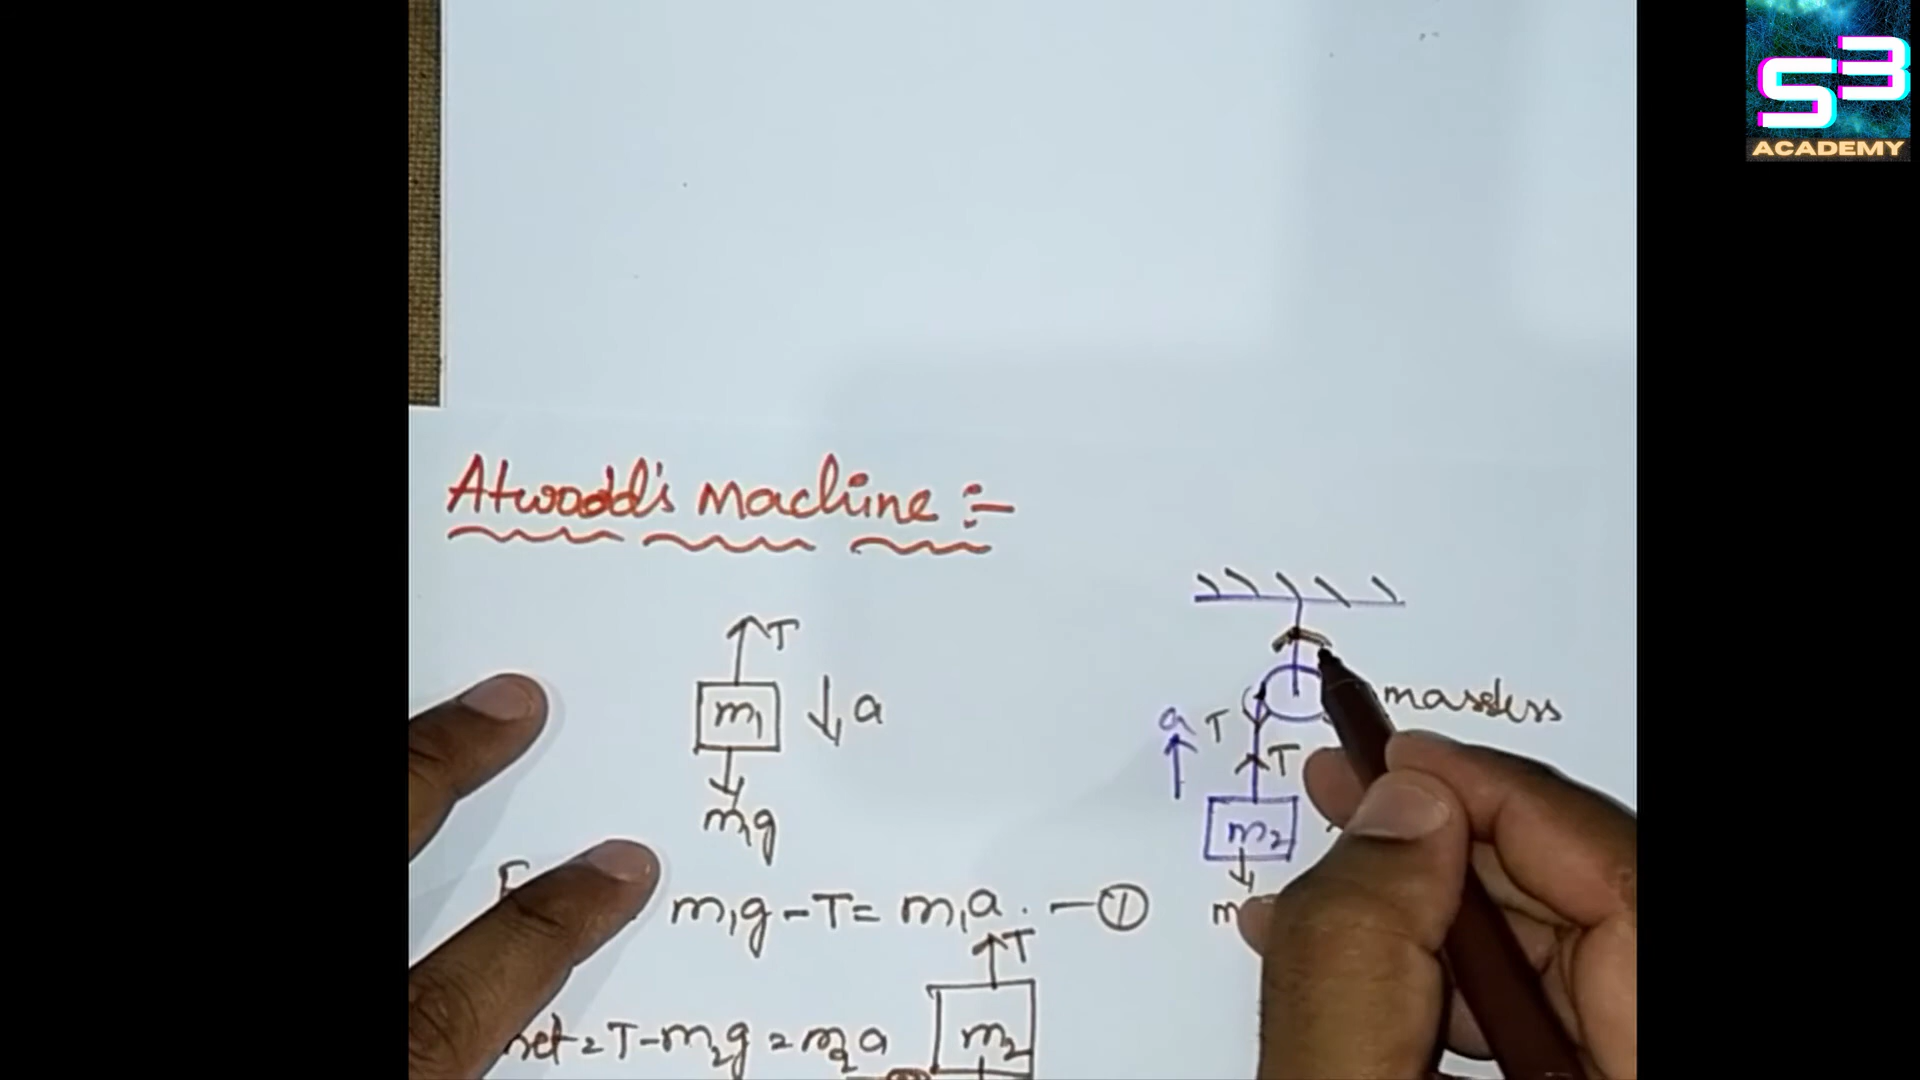 S3
ACADEMY
Atwood's machine :-
T
m₁
a
m₁g
massless
a
T
T
m₂
m₁g - T = m₁a. - ①
T
net = T - m₂g = m₂a
m₂